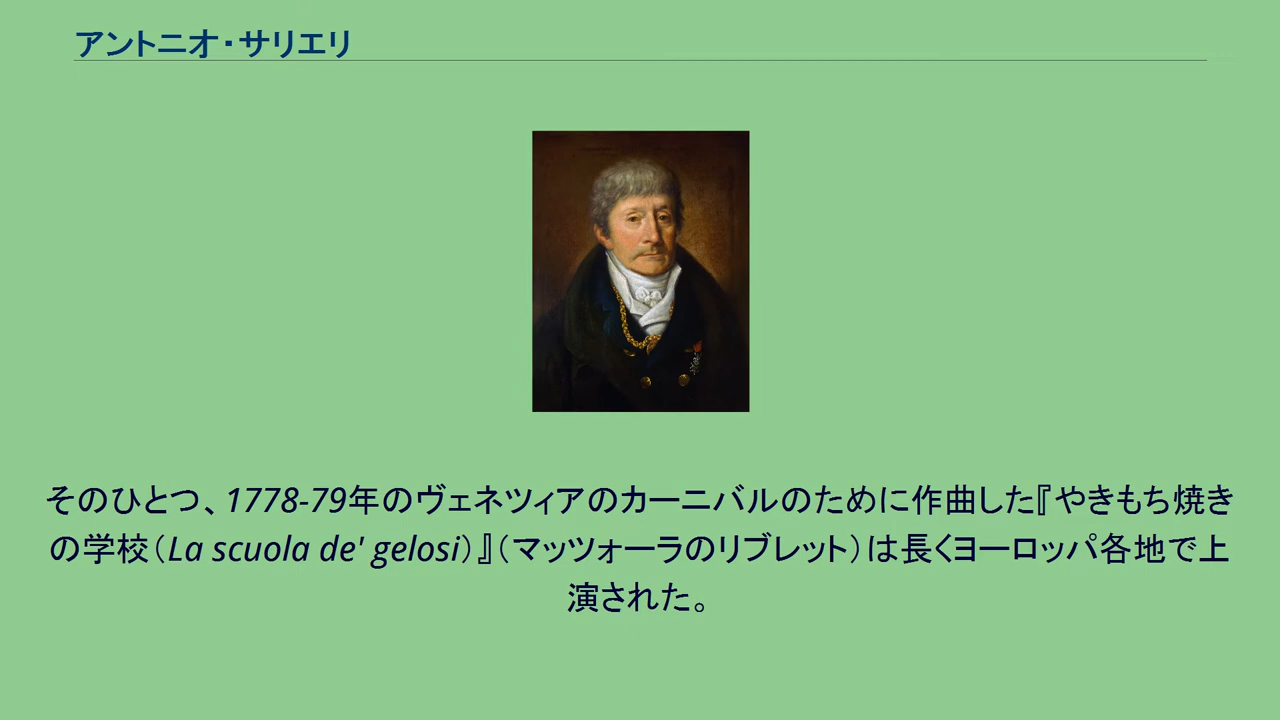 アントニオ・サリエリ
そのひとつ、1778-79年のヴェネツィアのカーニバルのために作曲した『やきもち焼き
の学校（La scuola de' gelosi）』（マッツォーラのリブレット）は長くヨーロッパ各地で上
演された。